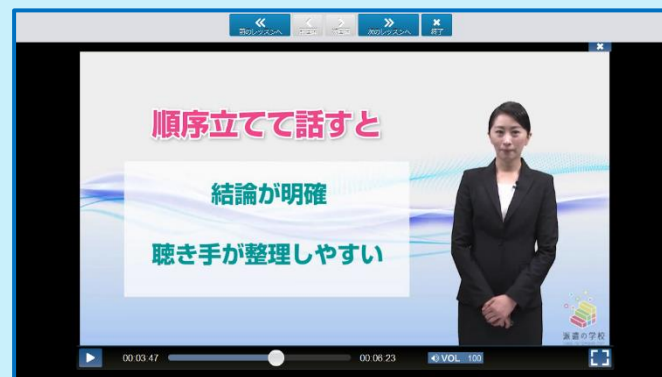 前のレッスンへ
次のレッスンへ
終了
順序立てて話すと
結論が明確
聴き手が整理しやすい
派遣の学校
00:03:47
00:06:23
VOL 100